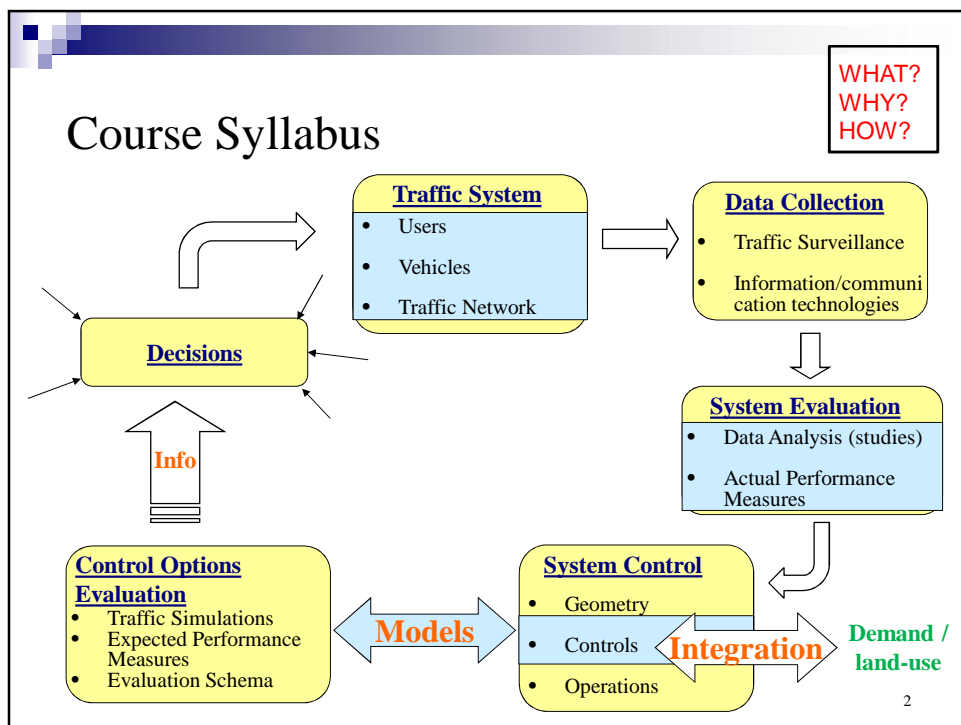 WHAT?
WHY?
HOW?
Course Syllabus
Traffic System
• Users
• Vehicles
• Traffic Network
Data Collection
• Traffic Surveillance
• Information/communi
cation technologies
Decisions
System Evaluation
• Data Analysis (studies)
• Actual Performance
Measures
Info
Control Options
Evaluation
• Traffic Simulations
• Expected Performance
Measures
• Evaluation Schema
Models
System Control
• Geometry
• Controls
• Operations
Integration
Demand /
land-use
2